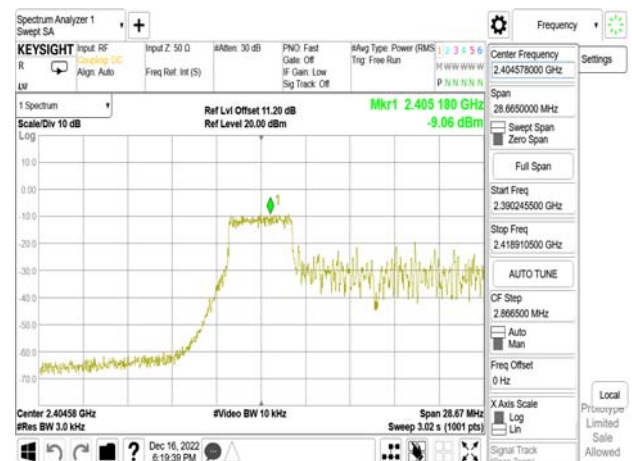 Spectrum Analyzer 1
Swept SA
+
Frequency
KEYSIGHT
R
LVI
Input: RF
Coupling: DC
Align: Auto
Input Z: 50 Ω
Freq Ref: Int (S)
#Atten: 30 dB
PNO: Fast
Gate: Off
IF Gain: Low
Sig Track: Off
#Avg Type: Power (RMS
Trig: Free Run
1 2 3 4 5 6
M W W W W W
P N N N N N
1 Spectrum
Scale/Div 10 dB
Ref Lvl Offset 11.20 dB
Ref Level 20.00 dBm
Mkr1 2.405 180 GHz
-9.06 dBm
Log
10.0
0.00
-10.0
-20.0
-30.0
-40.0
-50.0
-60.0
-70.0
1
Center 2.40458 GHz
#Res BW 3.0 kHz
#Video BW 10 kHz
Span 28.67 MHz
Sweep 3.02 s (1001 pts)
Dec 16, 2022
6:19:39 PM
Center Frequency
2.404578000 GHz
Span
28.6650000 MHz
Swept Span
Zero Span
Full Span
Start Freq
2.390245500 GHz
Stop Freq
2.418910500 GHz
AUTO TUNE
CF Step
2.866500 MHz
Auto
Man
Freq Offset
0 Hz
X Axis Scale
Log
Lin
Signal Track
Settings
Local
Prototype
Limited
Sale
Allowed